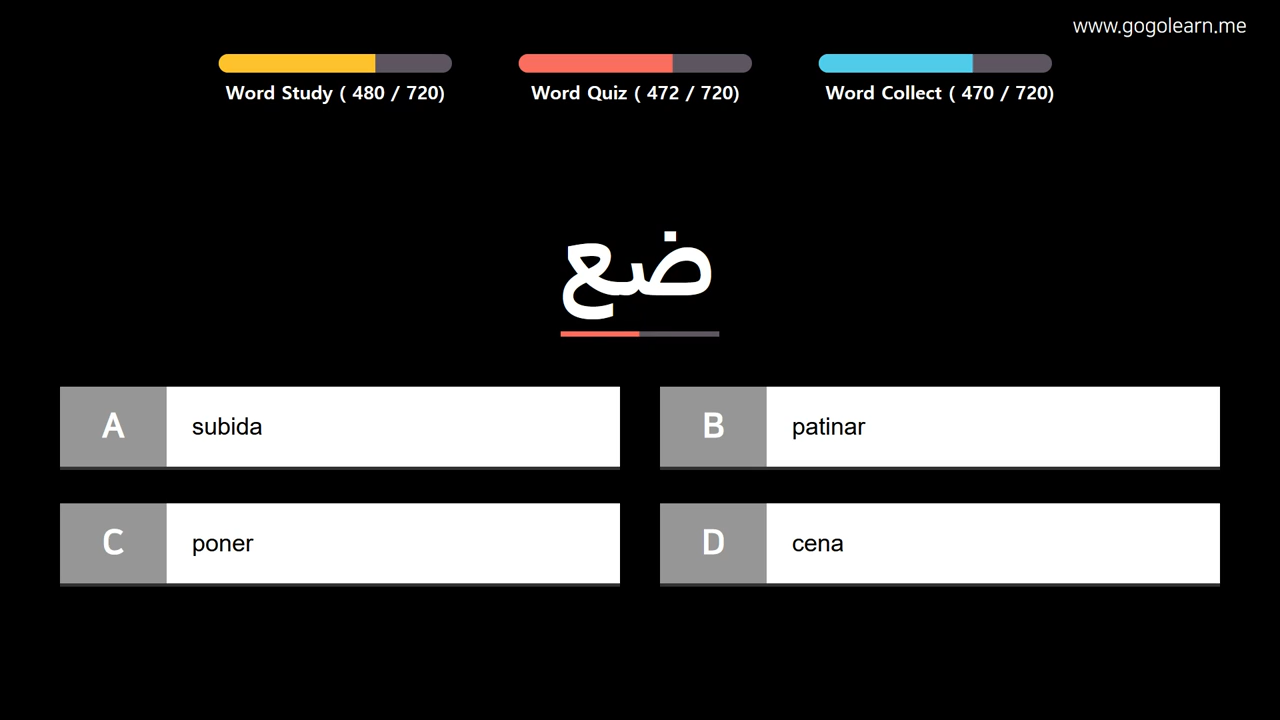 www.gogolearn.me
Word Study ( 480 / 720)
Word Quiz ( 472 / 720)
Word Collect ( 470 / 720)
ضع
A subida
B patinar
C poner
D cena